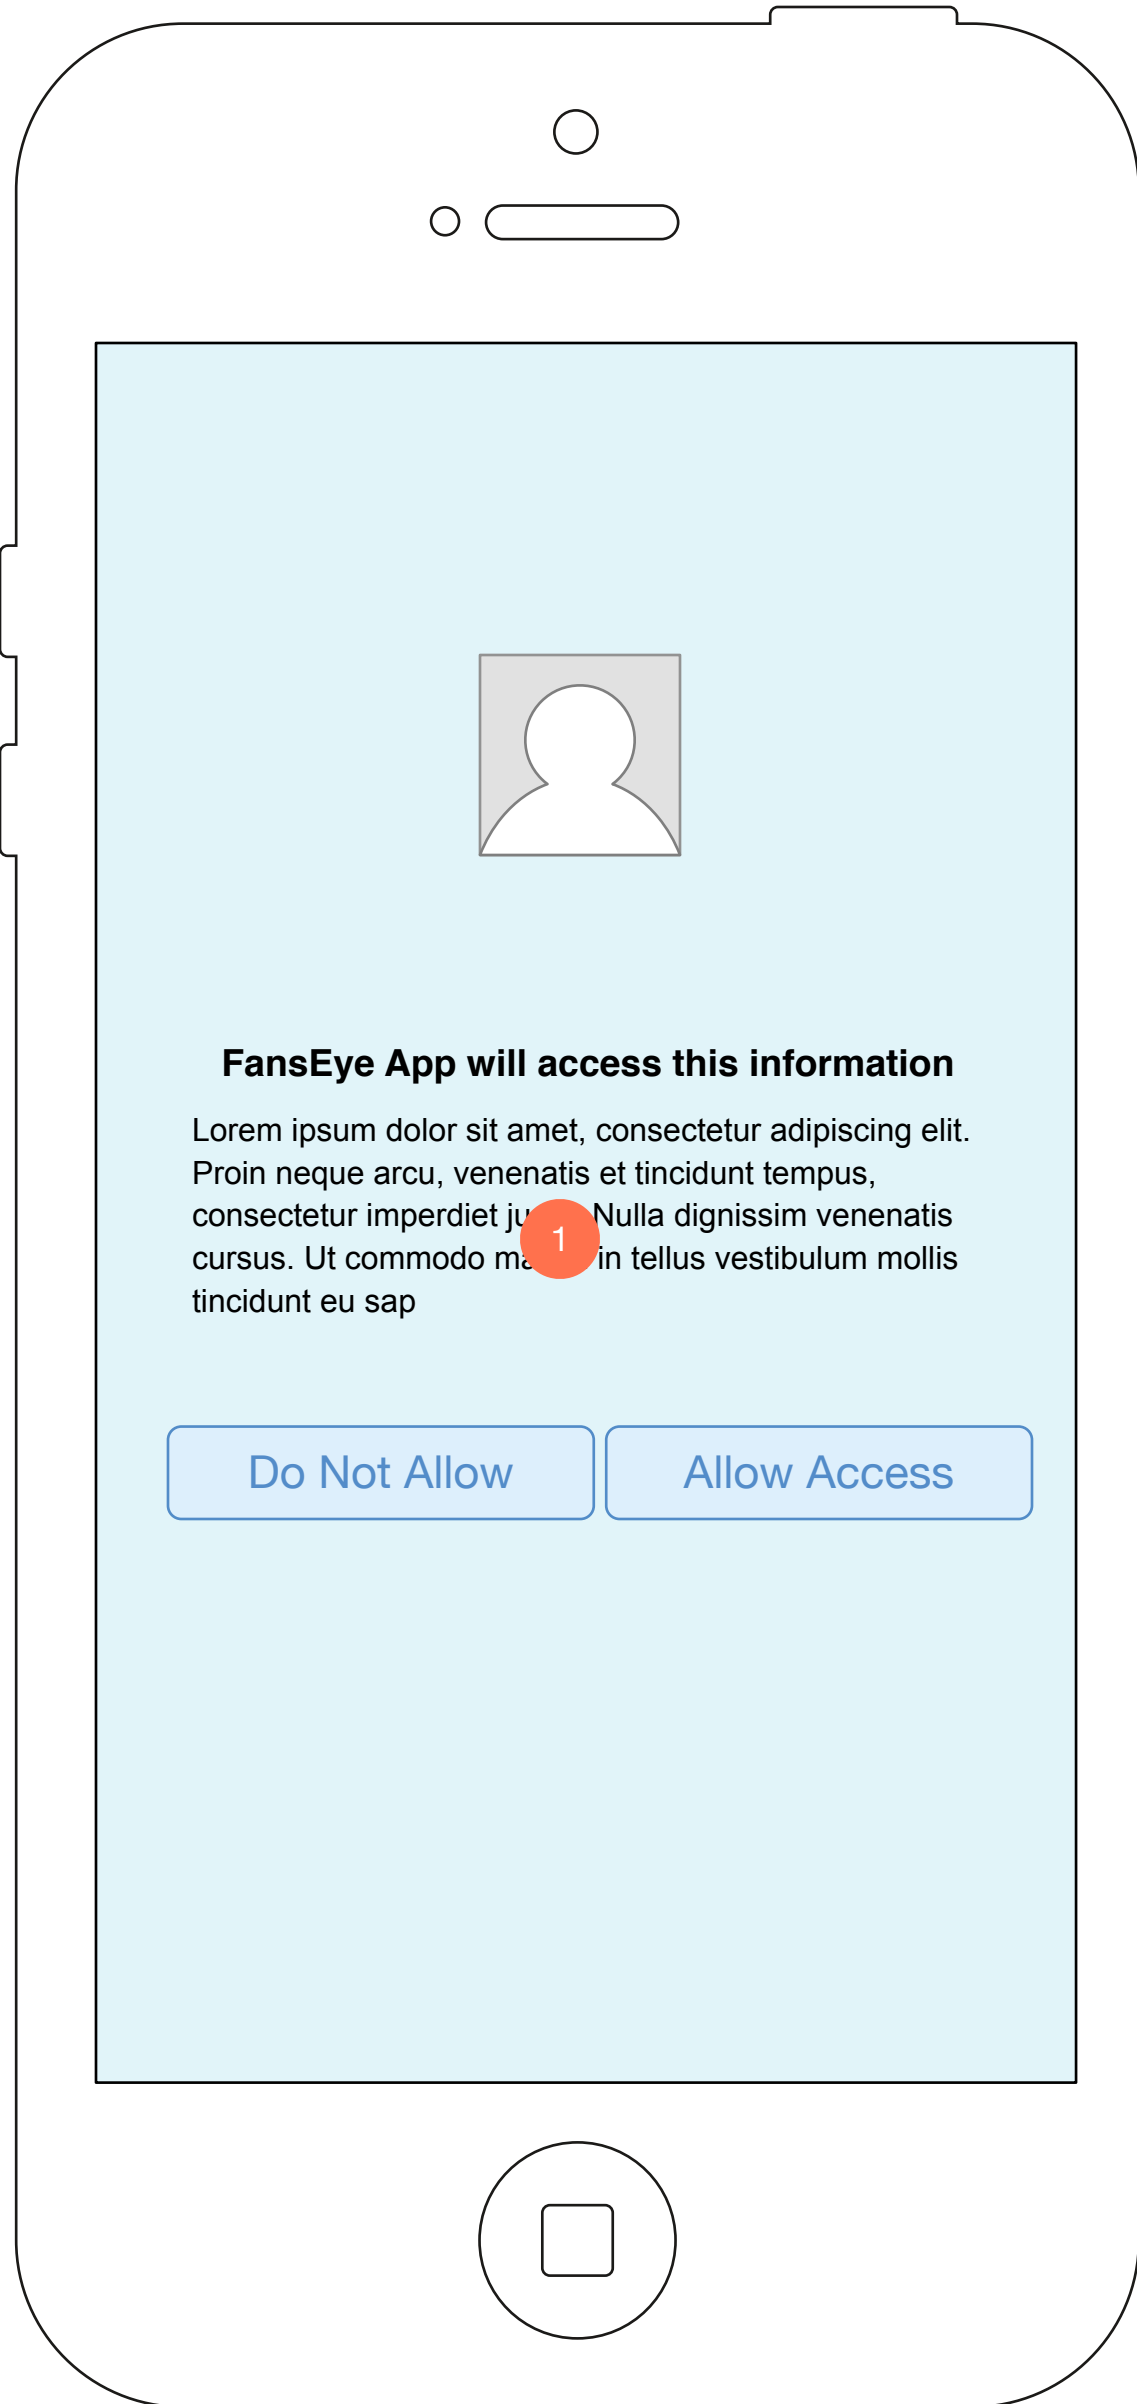 FansEye App will access this information
Lorem ipsum dolor sit amet, consectetur adipiscing elit.
Proin neque arcu, venenatis et tincidunt tempus,
consectetur imperdiet Nulla dignissim venenatis
cursus. Ut commodo in tellus vestibulum mollis
tincidunt eu sap
1
Do Not Allow
Allow Access